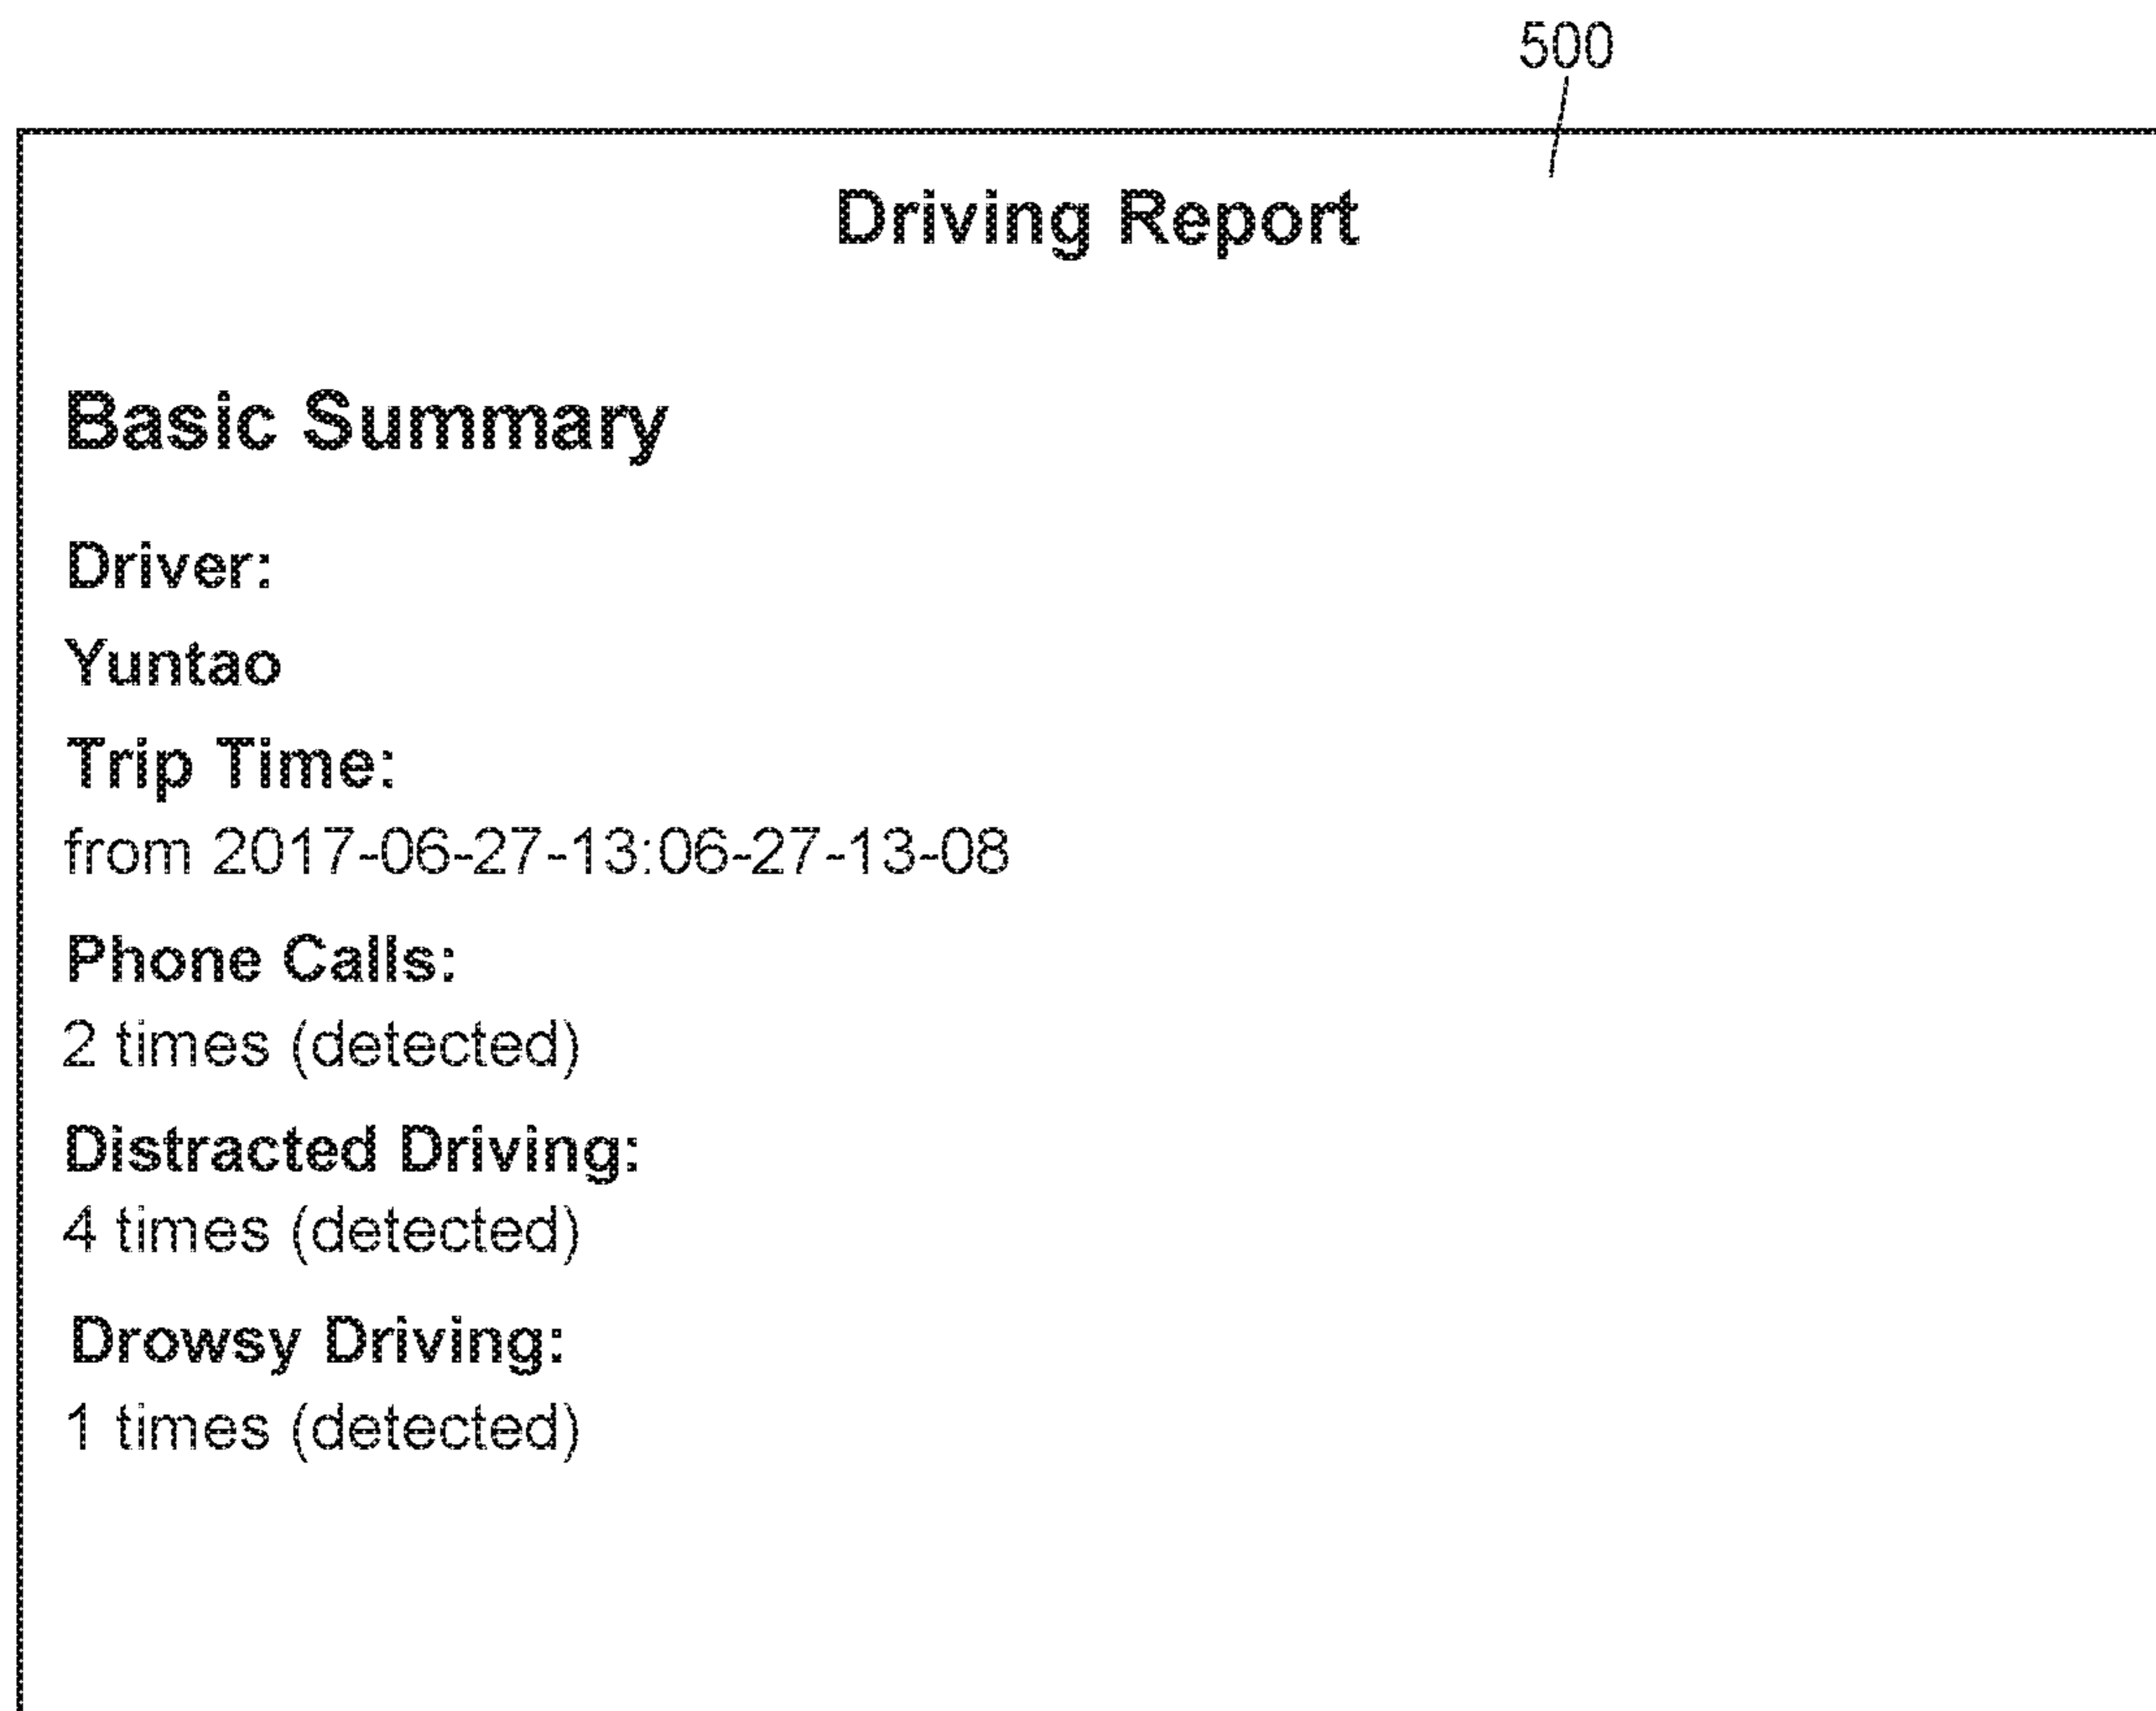 500
Driving Report
Basic Summary
Driver:
Yuntao
Trip Time:
from 2017-06-27-13:06-27-13-08
Phone Calls:
2 times (detected)
Distracted Driving:
4 times (detected)
Drowsy Driving:
1 times (detected)